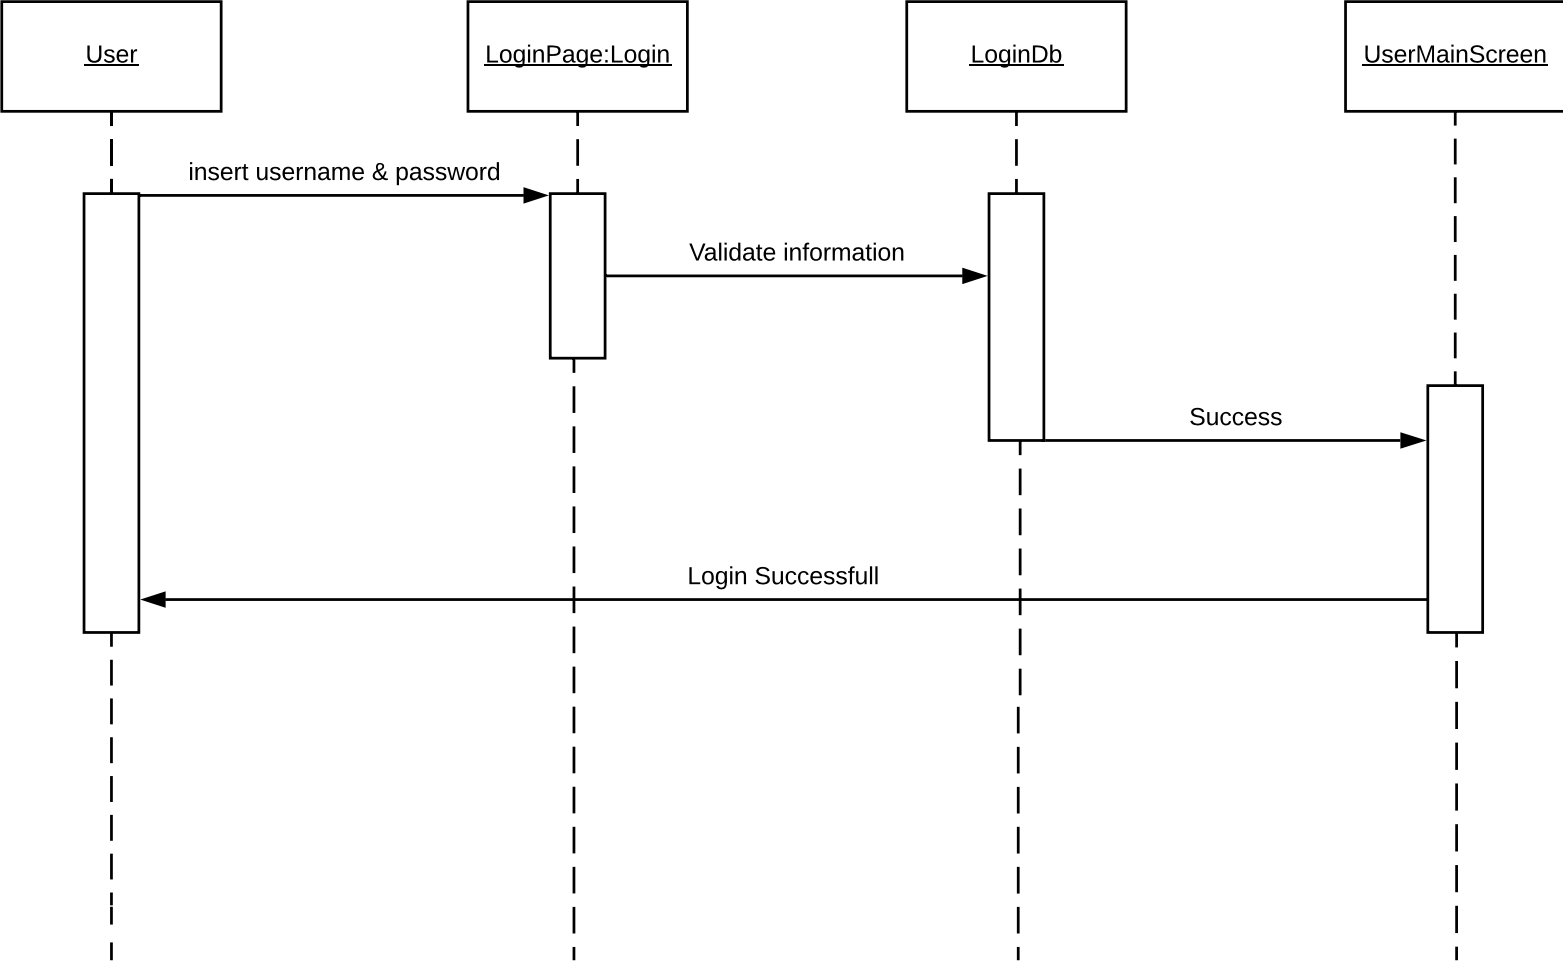 User
LoginPage:Login
LoginDb
UserMainScreen
insert username & password
Validate information
Success
Login Successfull